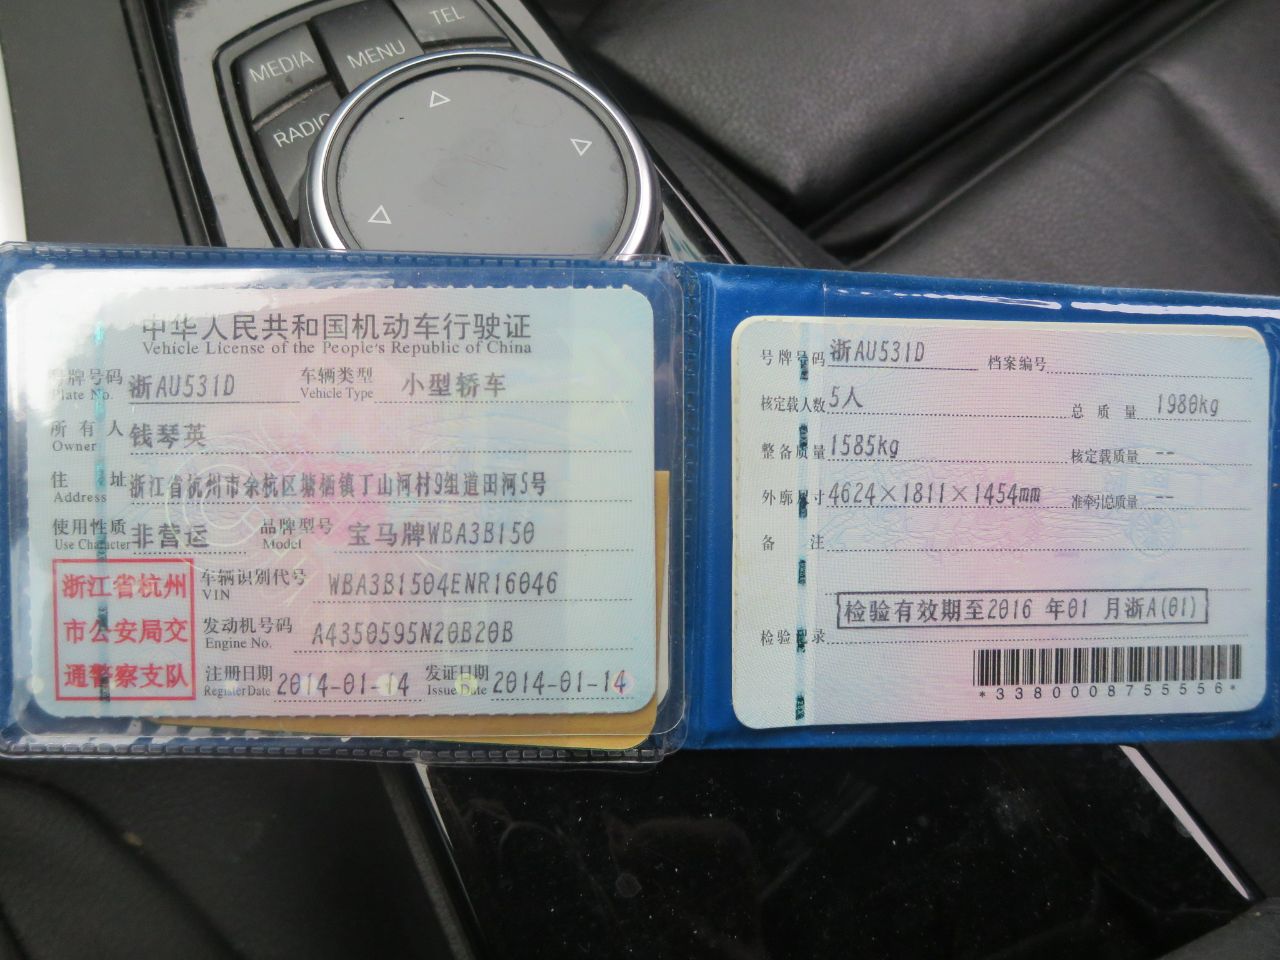 MEDIA
MENU
TEL
RADIO
中华人民共和国机动车行驶证
Vehicle License of the People's Republic of China
号牌号码 浙AU531D 车辆类型 小型轿车
Plate No. Vehicle Type
所有人 钱琴英
Owner
住址 浙江省杭州市余杭区塘栖镇丁山河村9组道田河5号
Address
使用性质 非营运 品牌型号 宝马牌WBA3B150
Use Character Model
浙江省杭州
市公安局交
通警察支队
车辆识别代号 WBA3B1504ENR16046
VIN
发动机号码 A4350595N20B20B
Engine No.
注册日期 2014-01-14 发证日期 2014-01-14
Register Date Issue Date
号牌号码 浙AU531D 档案编号
核定载人数 5人 总质量 1980kg
整备质量 1585kg 核定载质量 --
外廓尺寸 4624×1811×1454mm 准牵引总质量 --
备注
检验有效期至2016 年01 月浙A(01)
检验记录
*3380008755556*